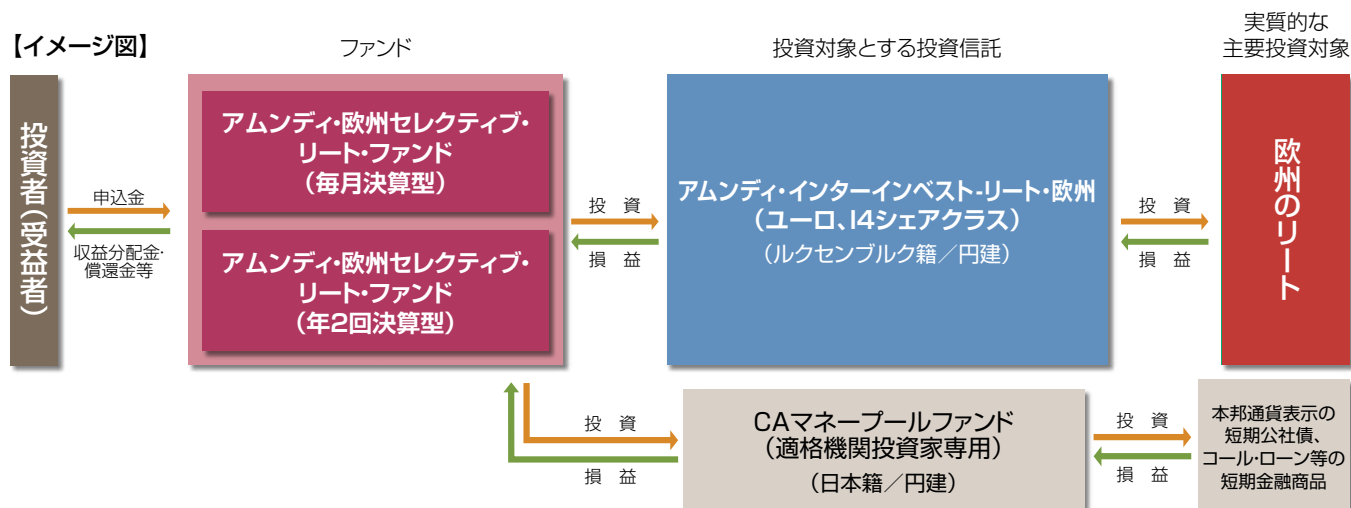 【イメージ図】
ファンド
投資対象とする投資信託
実質的な
主要投資対象
投資者(受益者)
申込金
収益分配金・
償還金等
アムンディ・欧州セレクティブ・
リート・ファンド
(毎月決算型)
アムンディ・欧州セレクティブ・
リート・ファンド
(年2回決算型)
投 資
損 益
アムンディ・インターインベスト-リート・欧州
(ユーロ、I4シェアクラス)
(ルクセンブルク籍/円建)
投 資
損 益
欧州のリート
投 資
損 益
CAマネープールファンド
(適格機関投資家専用)
(日本籍/円建)
投 資
損 益
本邦通貨表示の
短期公社債、
コール・ローン等の
短期金融商品